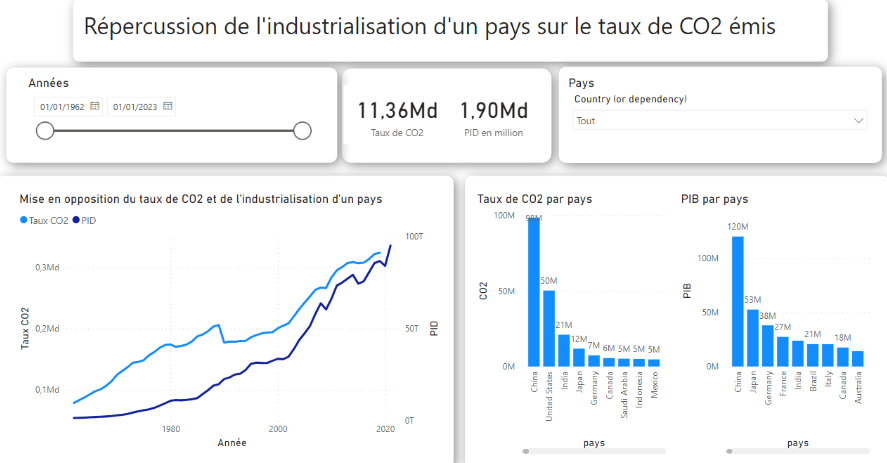 Répercussion de l'industrialisation d'un pays sur le taux de CO2 émis
Années
01/01/1962 01/01/2023
11,36Md 1,90Md
Taux de CO2 PID en million
Pays
Country (or dependency)
Tout
Mise en opposition du taux de CO2 et de l'industrialisation d'un pays
Taux CO2 PID
0,3Md
0,2Md
0,1Md
Taux CO2
100T
50T
0T
PID
1980 2000 2020
Année
Taux de CO2 par pays
CO2
100M
50M
0M
98M
50M
21M
12M
7M
6M
5M
5M
5M
China
United States
India
Japan
Germany
Canada
Saudi Arabia
Indonesia
Mexico
pays
PIB par pays
PIB
100M
50M
0M
120M
53M
38M
27M
21M
18M
China
Japan
Germany
France
India
Brazil
Italy
Canada
Australia
pays